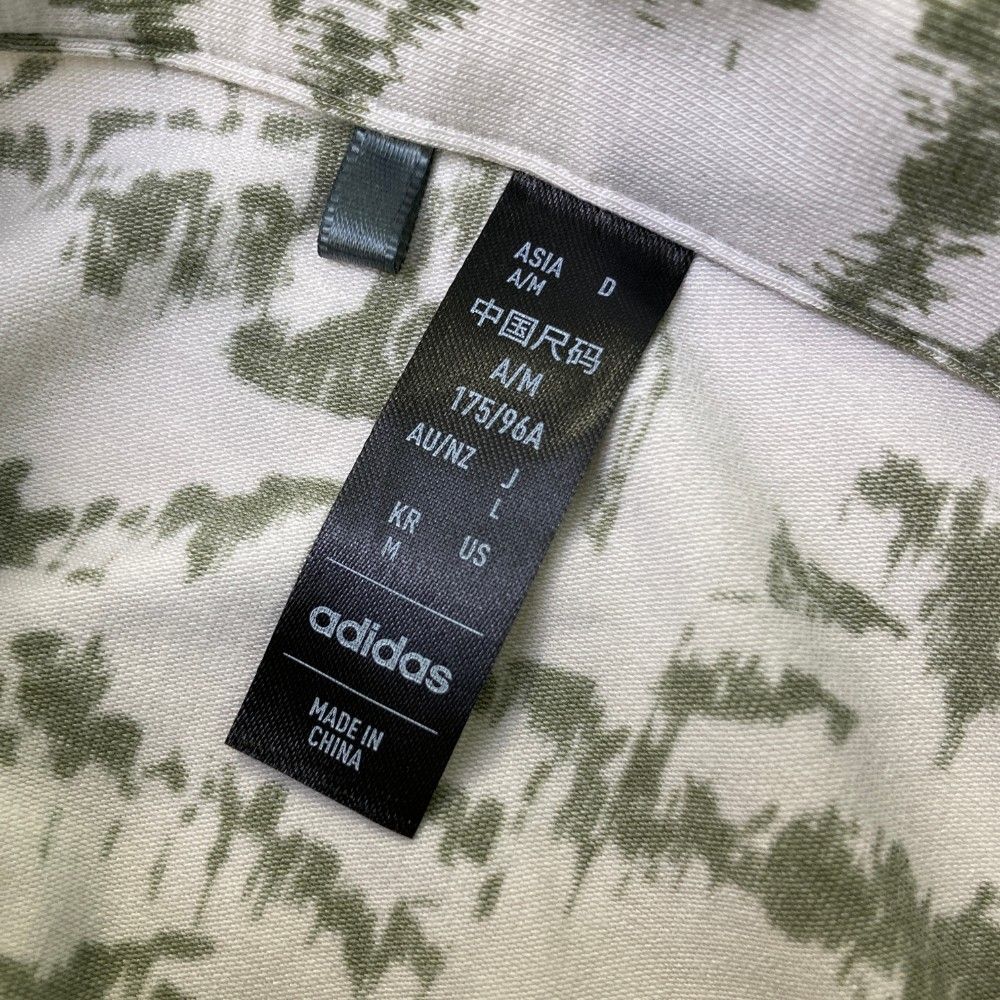 ASIA D
A/M
中国尺码
A/M
175/96A
AU/NZ J
L
KR US
M
adidas
MADE IN
CHINA